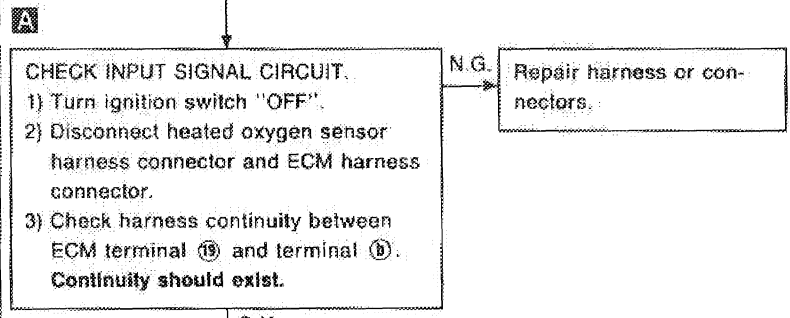 A
CHECK INPUT SIGNAL CIRCUIT.
1) Turn ignition switch "OFF".
2) Disconnect heated oxygen sensor
harness connector and ECM harness
connector.
3) Check harness continuity between
ECM terminal ⑲ and terminal ⓑ.
Continuity should exist.
N.G.
Repair harness or con-
nectors.